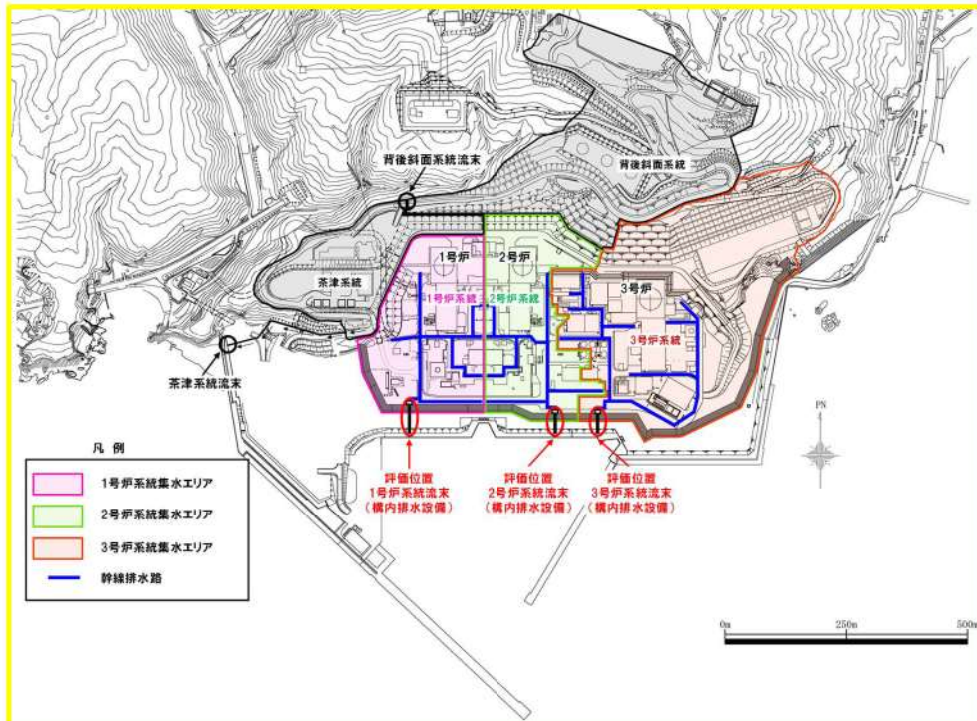 背後斜面系統流末
背後斜面系統
1号炉
2号炉
茶津系統
1号炉系統
2号炉系統
3号炉
3号炉系統
茶津系統流末
PN
評価位置
1号炉系統流末
(構内排水設備)
評価位置
2号炉系統流末
(構内排水設備)
評価位置
3号炉系統流末
(構内排水設備)
凡 例
1号炉系統集水エリア
2号炉系統集水エリア
3号炉系統集水エリア
幹線排水路
0m 250m 500m